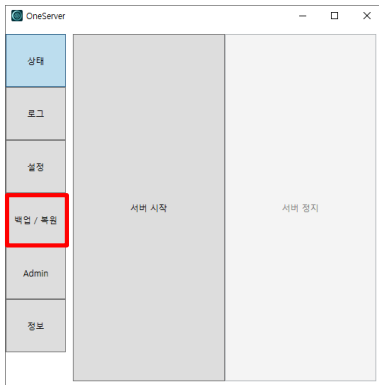 OneServer
상태
로그
설정
백업 / 복원
Admin
정보
서버 시작
서버 정지